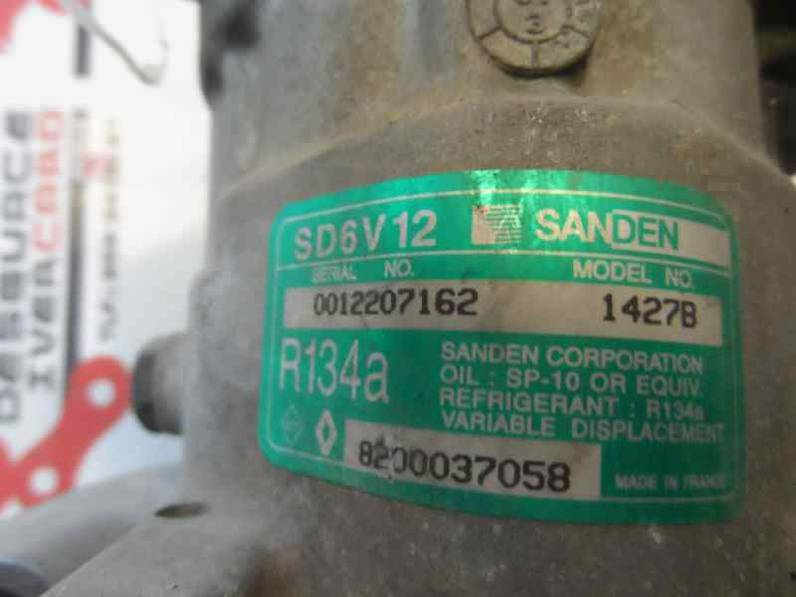 SD6V12 SANDEN
SERIAL NO. MODEL NO.
0012207162 1427B
R134a
SANDEN CORPORATION
OIL : SP-10 OR EQUIV.
REFRIGERANT : R134a
VARIABLE DISPLACEMENT
8200037058
MADE IN FRANCE
DESGUACE